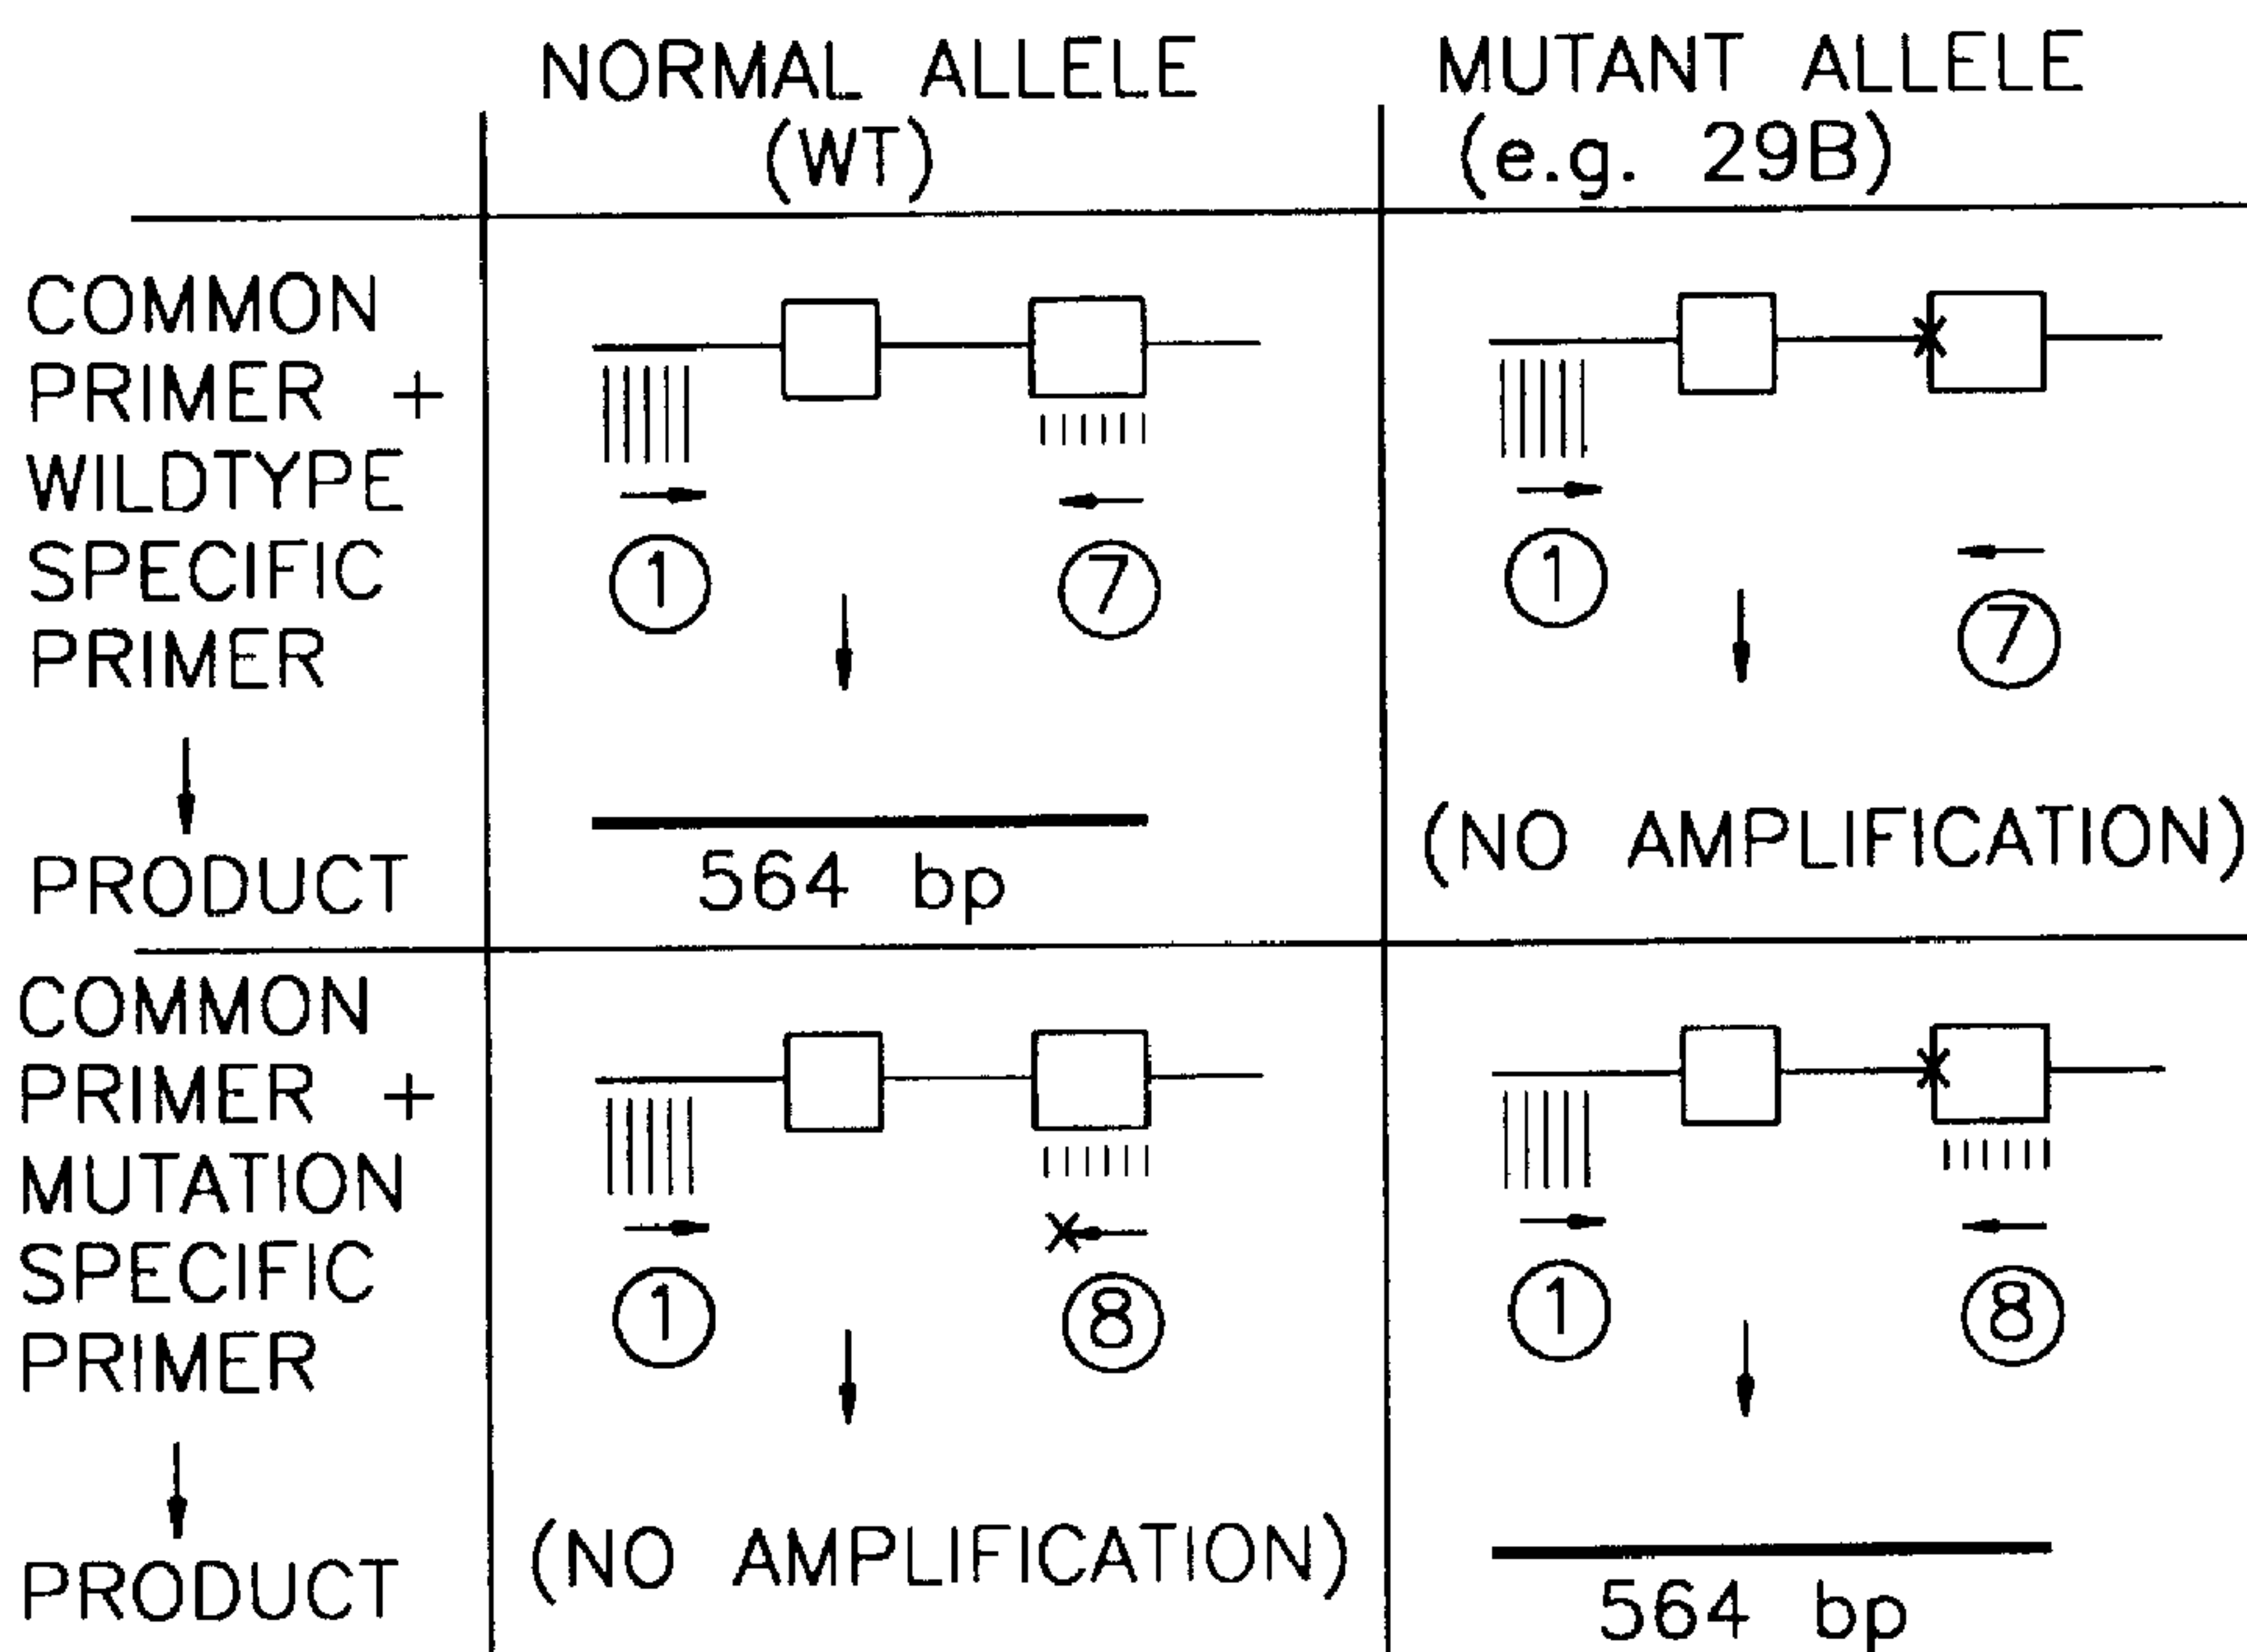 NORMAL ALLELE
(WT)
MUTANT ALLELE
(e.g. 29B)
COMMON
PRIMER +
WILDTYPE
SPECIFIC
PRIMER
PRODUCT
1
7
564 bp
1
7
(NO AMPLIFICATION)
COMMON
PRIMER +
MUTATION
SPECIFIC
PRIMER
PRODUCT
1
8
(NO AMPLIFICATION)
1
8
564 bp